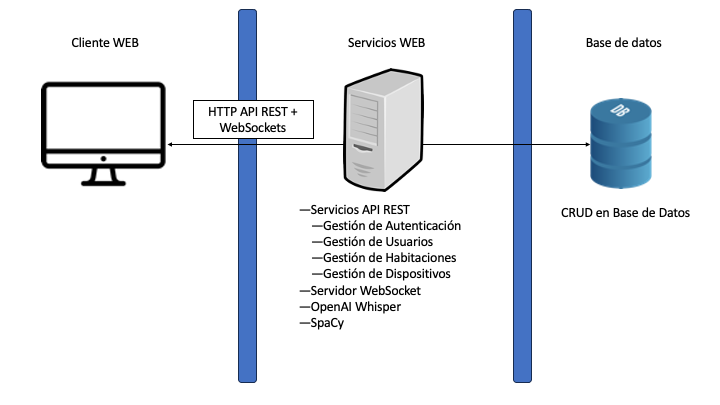 Cliente WEB
Servicios WEB
Base de datos
HTTP API REST +
WebSockets
DB
—Servicios API REST
—Gestión de Autenticación
—Gestión de Usuarios
—Gestión de Habitaciones
—Gestión de Dispositivos
—Servidor WebSocket
—OpenAI Whisper
—SpaCy
CRUD en Base de Datos